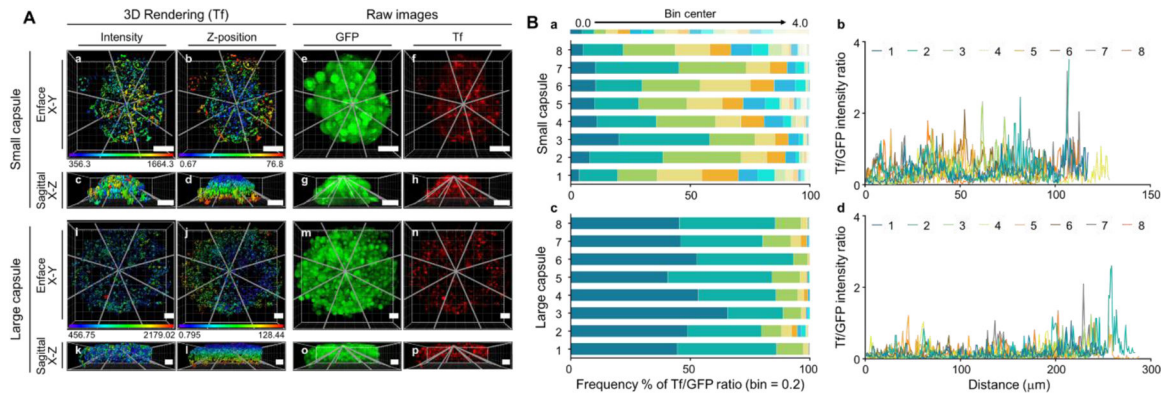 A
3D Rendering (Tf)
Raw images
Intensity
Z-position
GFP
Tf
Small capsule
Enface
X-Y
a
b
e
f
356.3
1664.3
0.67
76.8
Sagittal
X-Z
c
d
g
h
Large capsule
Enface
X-Y
i
j
m
n
456.75
2179.02
0.795
128.44
Sagittal
X-Z
k
l
o
p
B
Bin center
0.0
4.0
a
Small capsule
8
7
6
5
4
3
2
1
0
50
100
c
Large capsule
8
7
6
5
4
3
2
1
0
50
100
Frequency % of Tf/GFP ratio (bin = 0.2)
b
1 2 3 4 5 6 7 8
Tf/GFP intensity ratio
4
2
0
0 50 100 150
d
1 2 3 4 5 6 7 8
Tf/GFP intensity ratio
4
2
0
0 100 200 300
Distance (μm)